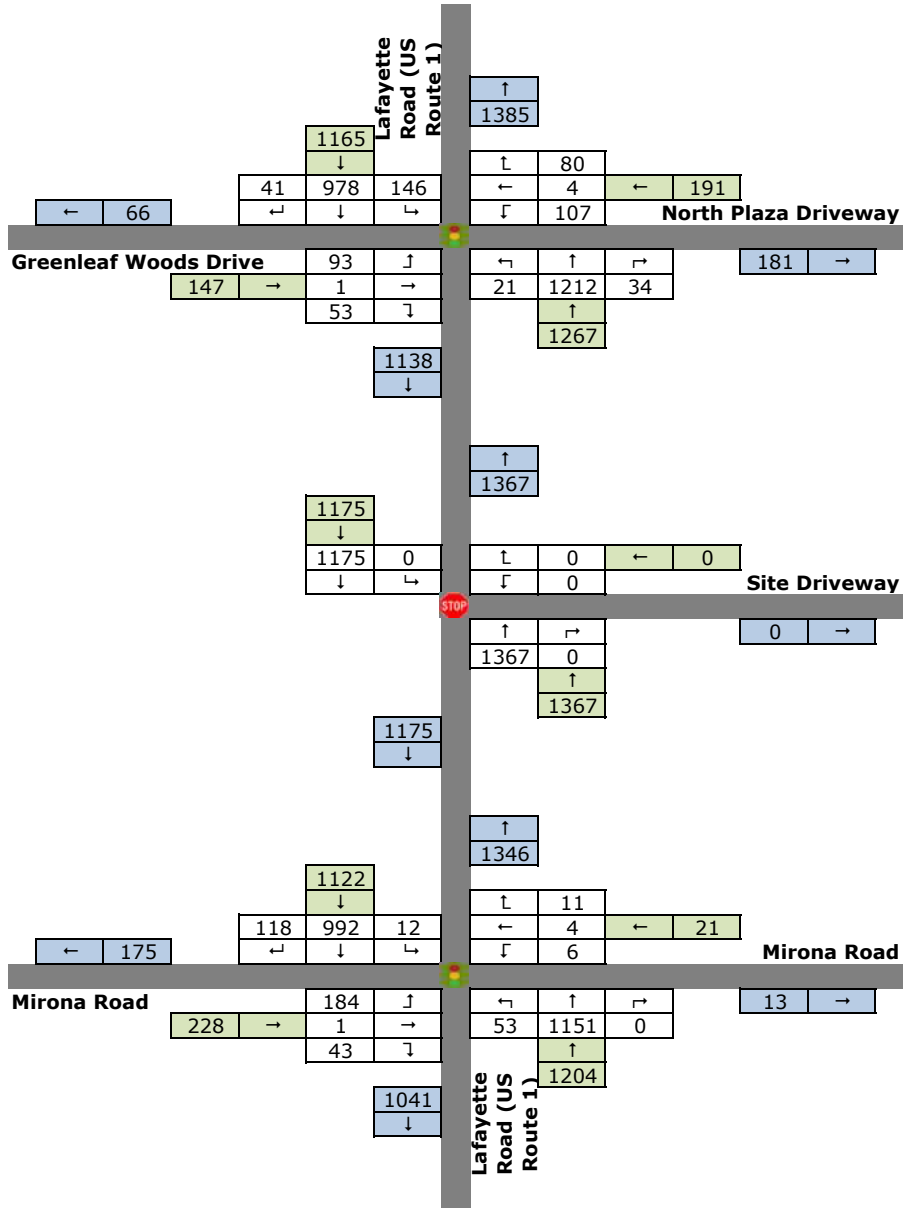 Lafayette
Road (US
Route 1)
↑
1385
1165
↓
↖ 80
41 978 146
← 4 ← 191
← 66
↵ ↓ ↳
↙ 107
North Plaza Driveway
Greenleaf Woods Drive
93 ⤴
↰ ↑ ↱
181 →
147 → 1 →
21 1212 34
53 ⤵
↑
1267
1138
↓
↑
1367
1175
↓
1175 0
↖ 0 ← 0
↓ ↳
↙ 0
Site Driveway
STOP
↑ ↱
0 →
1367 0
↑
1367
1175
↓
↑
1346
1122
↓
↖ 11
118 992 12
← 4 ← 21
← 175
↵ ↓ ↳
↙ 6
Mirona Road
Mirona Road
184 ⤴
↰ ↑ ↱
13 →
228 → 1 →
53 1151 0
43 ⤵
↑
1204
1041
↓
Lafayette
Road (US
Route 1)